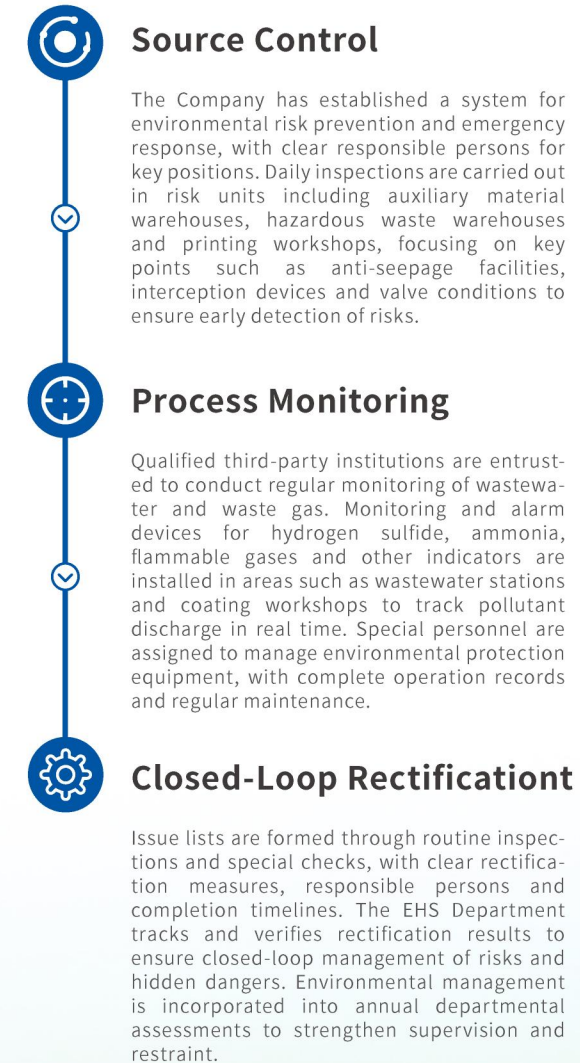 Source Control
The Company has established a system for
environmental risk prevention and emergency
response, with clear responsible persons for
key positions. Daily inspections are carried out
in risk units including auxiliary material
warehouses, hazardous waste warehouses
and printing workshops, focusing on key
points such as anti-seepage facilities,
interception devices and valve conditions to
ensure early detection of risks.
Process Monitoring
Qualified third-party institutions are entrust-
ed to conduct regular monitoring of wastewa-
ter and waste gas. Monitoring and alarm
devices for hydrogen sulfide, ammonia,
flammable gases and other indicators are
installed in areas such as wastewater stations
and coating workshops to track pollutant
discharge in real time. Special personnel are
assigned to manage environmental protection
equipment, with complete operation records
and regular maintenance.
Closed-Loop Rectificationt
Issue lists are formed through routine inspec-
tions and special checks, with clear rectifica-
tion measures, responsible persons and
completion timelines. The EHS Department
tracks and verifies rectification results to
ensure closed-loop management of risks and
hidden dangers. Environmental management
is incorporated into annual departmental
assessments to strengthen supervision and
restraint.